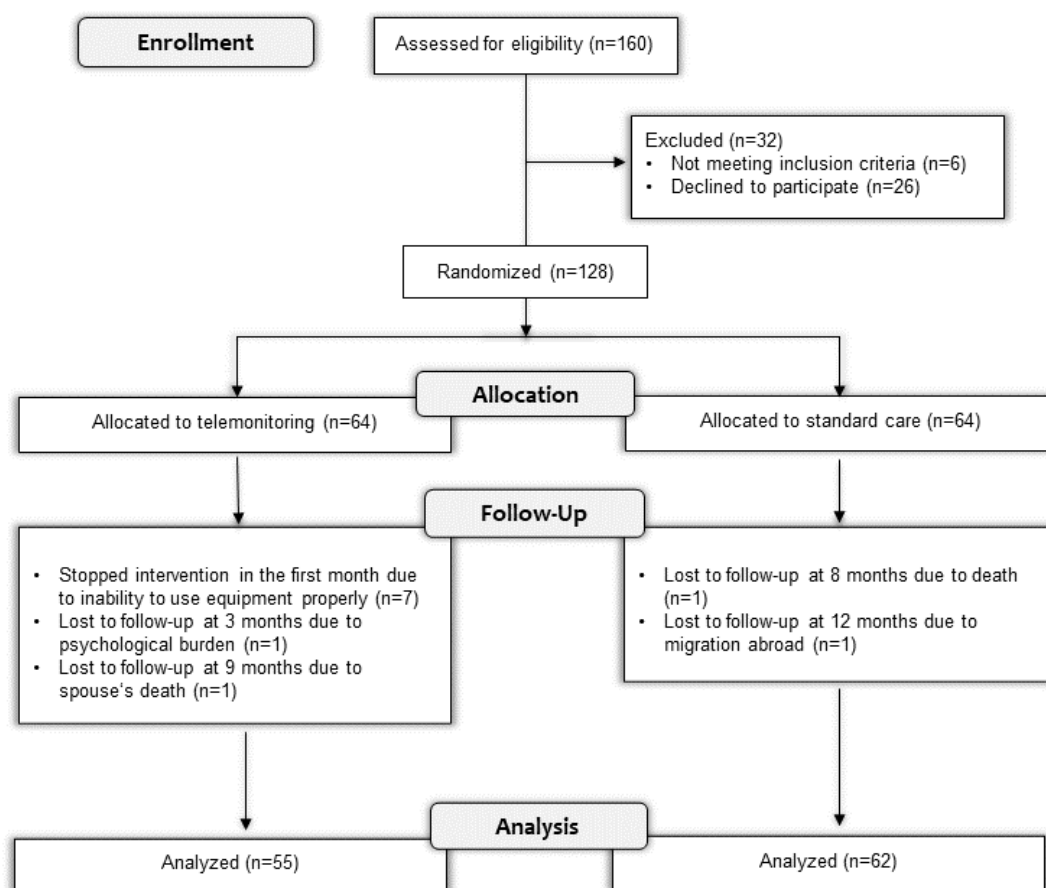 Enrollment
Assessed for eligibility (n=160)
Excluded (n=32)
• Not meeting inclusion criteria (n=6)
• Declined to participate (n=26)
Randomized (n=128)
Allocation
Allocated to telemonitoring (n=64)
Allocated to standard care (n=64)
Follow-Up
• Stopped intervention in the first month due
to inability to use equipment properly (n=7)
• Lost to follow-up at 3 months due to
psychological burden (n=1)
• Lost to follow-up at 9 months due to
spouse's death (n=1)
• Lost to follow-up at 8 months due to death
(n=1)
• Lost to follow-up at 12 months due to
migration abroad (n=1)
Analysis
Analyzed (n=55)
Analyzed (n=62)